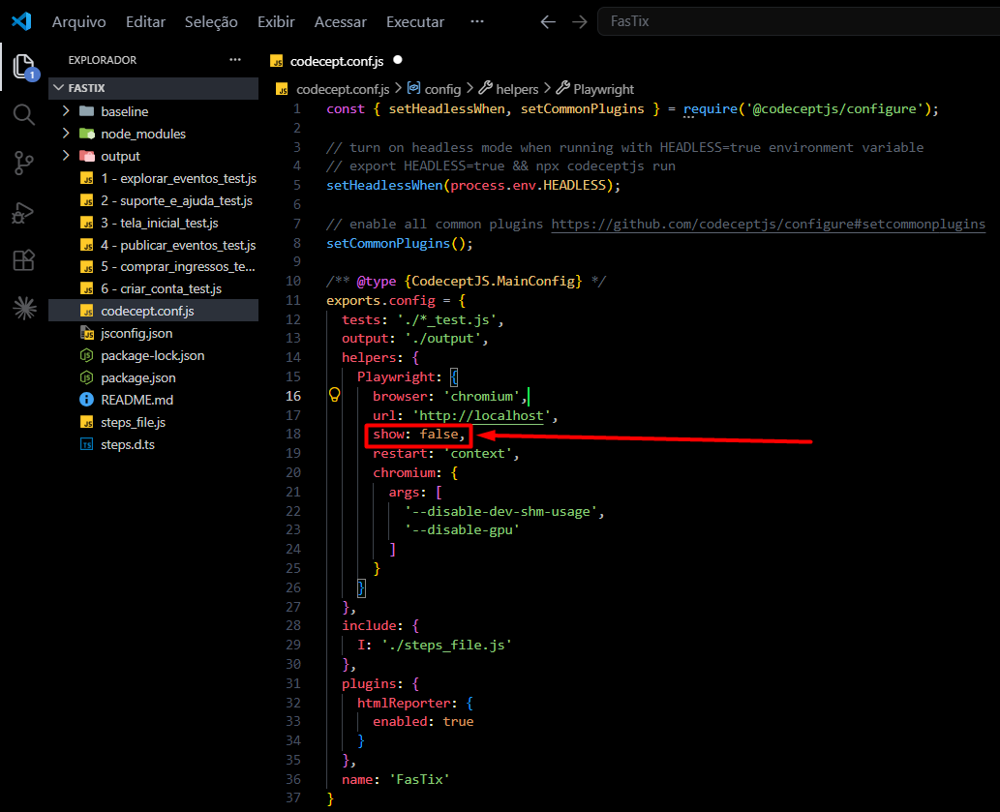 Arquivo Editar Seleção Exibir Acessar Executar ··· FasTix
EXPLORADOR ···
1
FASTIX
baseline
node_modules
output
1 - explorar_eventos_test.js
2 - suporte_e_ajuda_test.js
3 - tela_inicial_test.js
4 - publicar_eventos_test.js
5 - comprar_ingressos_te...
6 - criar_conta_test.js
codecept.conf.js
jsconfig.json
package-lock.json
package.json
README.md
steps_file.js
steps.d.ts
codecept.conf.js
codecept.conf.js > config > helpers > Playwright
1 const { setHeadlessWhen, setCommonPlugins } = require('@codeceptjs/configure');
2
3 // turn on headless mode when running with HEADLESS=true environment variable
4 // export HEADLESS=true && npx codeceptjs run
5 setHeadlessWhen(process.env.HEADLESS);
6
7 // enable all common plugins https://github.com/codeceptjs/configure#setcommonplugins
8 setCommonPlugins();
9
10 /** @type {CodeceptJS.MainConfig} */
11 exports.config = {
12 tests: './*_test.js',
13 output: './output',
14 helpers: {
15 Playwright: {
16 browser: 'chromium',
17 url: 'http://localhost',
18 show: false,
19 restart: 'context',
20 chromium: {
21 args: [
22 '--disable-dev-shm-usage',
23 '--disable-gpu'
24 ]
25 }
26 }
27 },
28 include: {
29 I: './steps_file.js'
30 },
31 plugins: {
32 htmlReporter: {
33 enabled: true
34 }
35 },
36 name: 'FasTix'
37 }